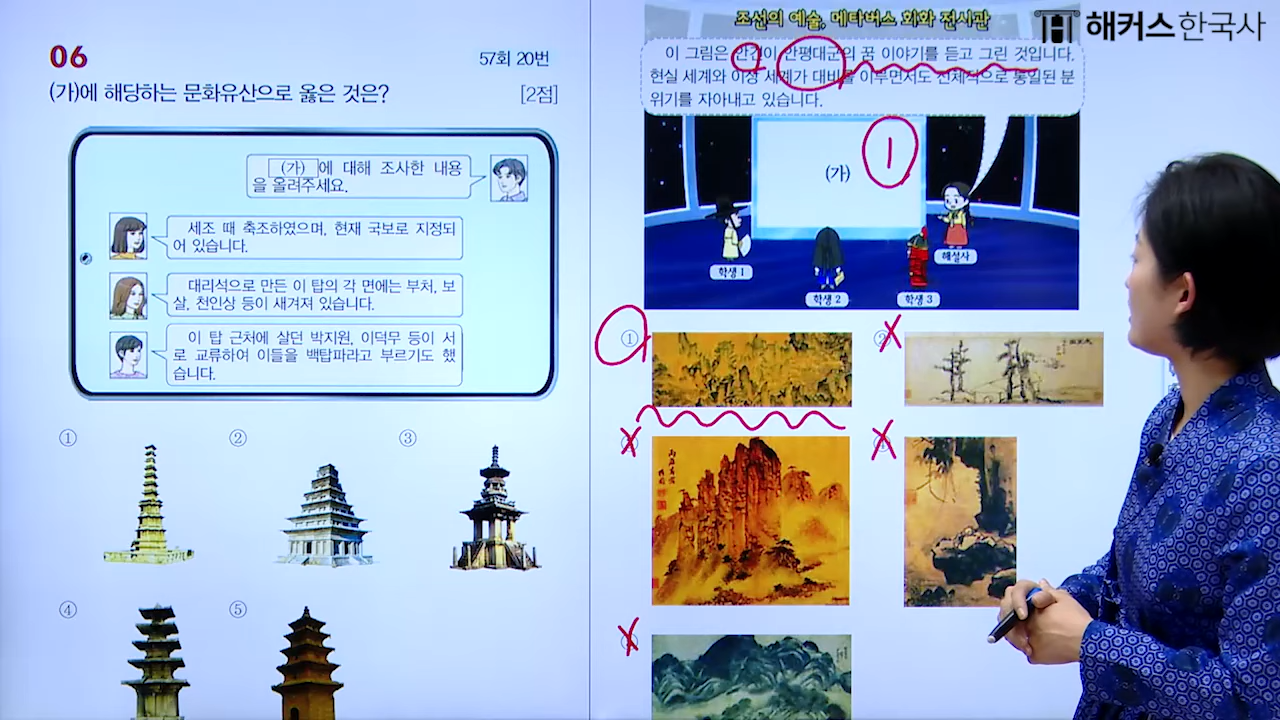 06
57회 20번
(가)에 해당하는 문화유산으로 옳은 것은?
[2점]
(가) 에 대해 조사한 내용
을 올려주세요.
세조 때 축조하였으며, 현재 국보로 지정되
어 있습니다.
대리석으로 만든 이 탑의 각 면에는 부처, 보
살, 천인상 등이 새겨져 있습니다.
이 탑 근처에 살던 박지원, 이덕무 등이 서
로 교류하여 이들을 백탑파라고 부르기도 했
습니다.
①
②
③
④
⑤
조선의 예술, 메타버스 회화 전시관
해커스한국사
이 그림은 안견이 안평대군의 꿈 이야기를 듣고 그린 것입니다.
현실 세계와 이상 세계가 대비를 이루면서도 전체적으로 통일된 분
위기를 자아내고 있습니다.
(가)
1
학생 1
학생 2
학생 3
해설사
①
②